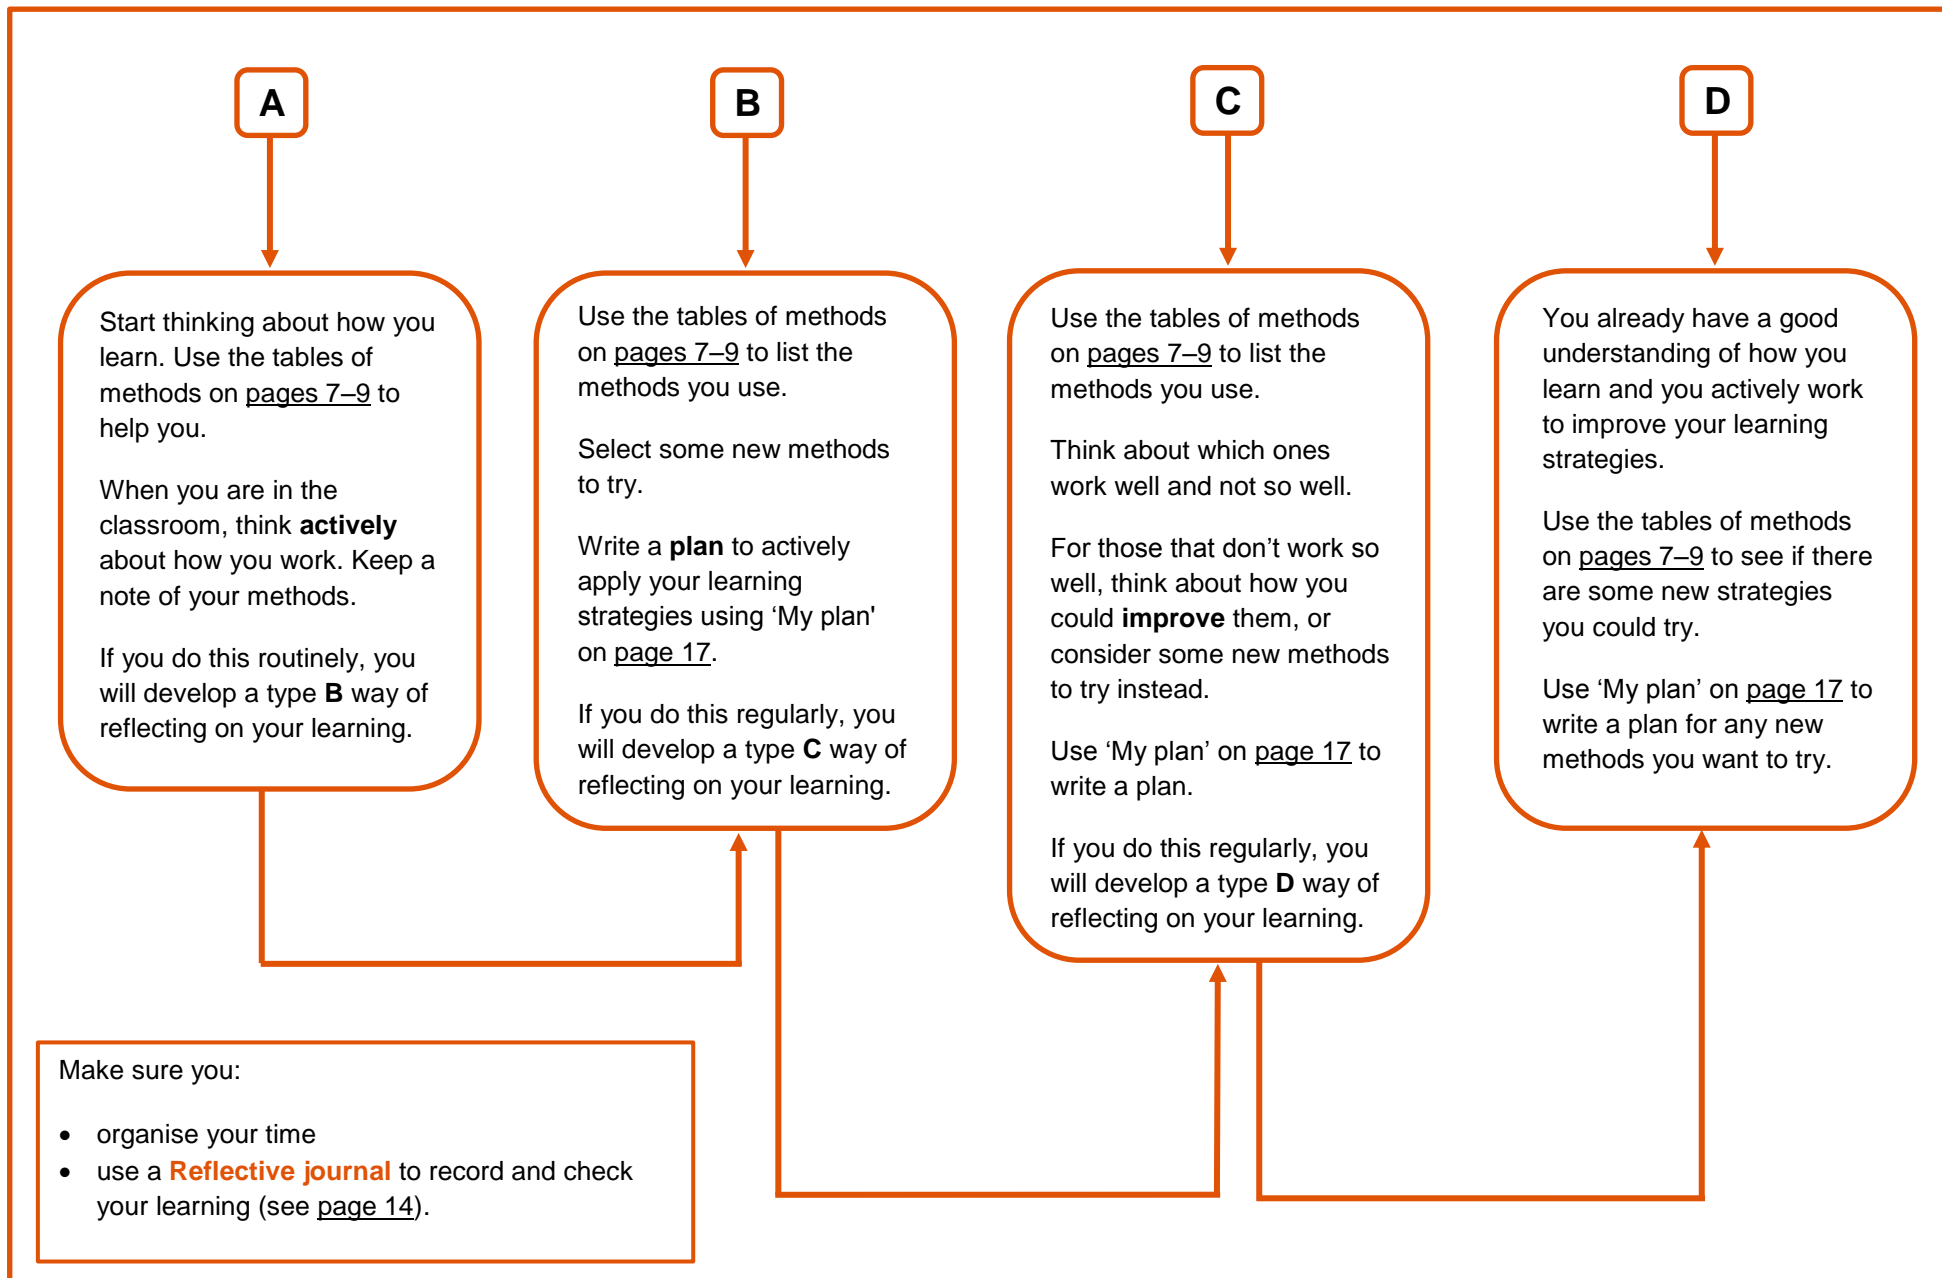 A
B
C
D
Start thinking about how you
learn. Use the tables of
methods on pages 7–9 to
help you.
When you are in the
classroom, think actively
about how you work. Keep a
note of your methods.
If you do this routinely, you
will develop a type B way of
reflecting on your learning.
Use the tables of methods
on pages 7–9 to list the
methods you use.
Select some new methods
to try.
Write a plan to actively
apply your learning
strategies using ‘My plan'
on page 17.
If you do this regularly, you
will develop a type C way of
reflecting on your learning.
Use the tables of methods
on pages 7–9 to list the
methods you use.
Think about which ones
work well and not so well.
For those that don’t work so
well, think about how you
could improve them, or
consider some new methods
to try instead.
Use ‘My plan’ on page 17 to
write a plan.
If you do this regularly, you
will develop a type D way of
reflecting on your learning.
You already have a good
understanding of how you
learn and you actively work
to improve your learning
strategies.
Use the tables of methods
on pages 7–9 to see if there
are some new strategies
you could try.
Use ‘My plan’ on page 17 to
write a plan for any new
methods you want to try.
Make sure you:
• organise your time
• use a Reflective journal to record and check
your learning (see page 14).